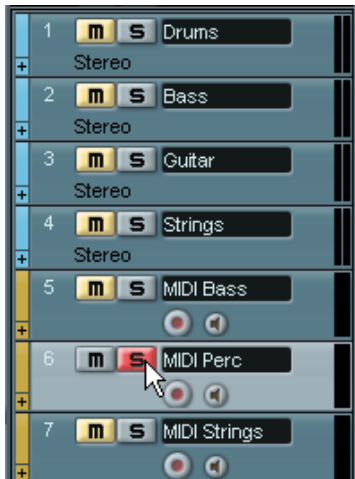 1 m S Drums
+ Stereo
2 m S Bass
+ Stereo
3 m S Guitar
+ Stereo
4 m S Strings
+ Stereo
5 m S MIDI Bass
+
6 m S MIDI Perc
+
7 m S MIDI Strings
+